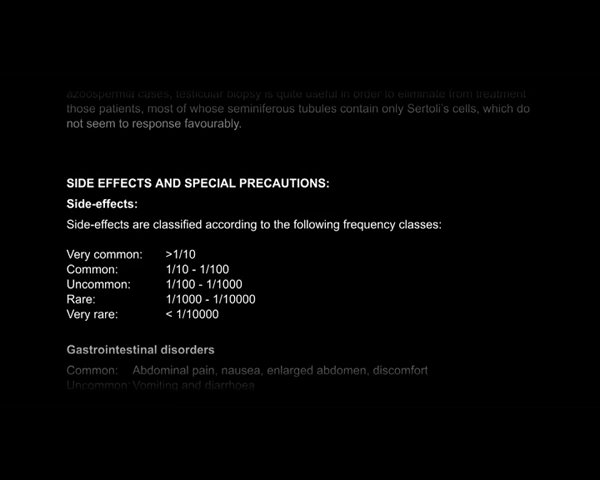 azoosperma cases, testicular biopsy is quite useful in order to eliminate from treatment
those patients, most of whose seminiferous tubules contain only Sertoli's cells, which do
not seem to response favourably.
SIDE EFFECTS AND SPECIAL PRECAUTIONS:
Side-effects:
Side-effects are classified according to the following frequency classes:
Very common: >1/10
Common: 1/10 - 1/100
Uncommon: 1/100 - 1/1000
Rare: 1/1000 - 1/10000
Very rare: < 1/10000
Gastrointestinal disorders
Common: Abdominal pain, nausea, enlarged abdomen, discomfort
Uncommon: Vomiting and diarrhoea